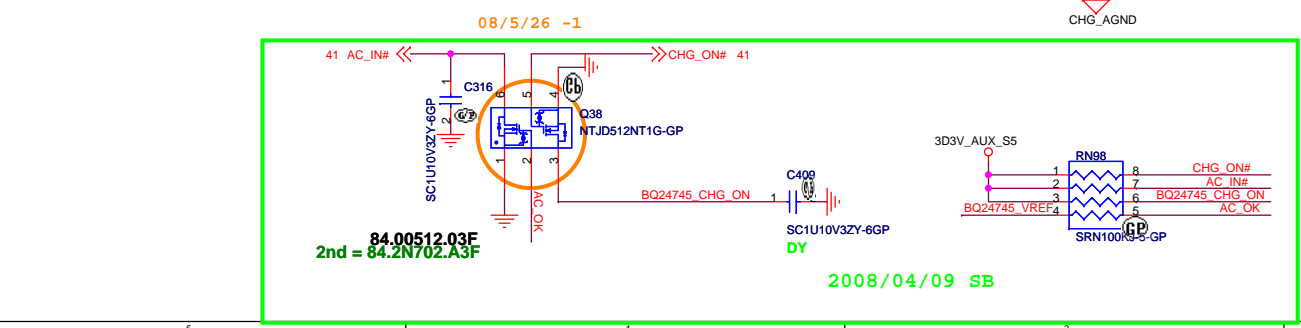 CHG_AGND
08/5/26 -1
41 AC_IN#
CHG_ON# 41
1
C316
6
5
4
Cb
2
G/P
SC1U10V3ZY-6GP
Q38
NTJD512NT1G-GP
1
2
3
AC_OK
BQ24745_CHG_ON
1
C409
SC1U10V3ZY-6GP
DY
84.00512.03F
2nd = 84.2N702.A3F
2008/04/09 SB
3D3V_AUX_S5
RN98
1
8
CHG_ON#
2
7
AC_IN#
3
6
BQ24745_CHG_ON
BQ24745_VREF
4
5
AC_OK
GP